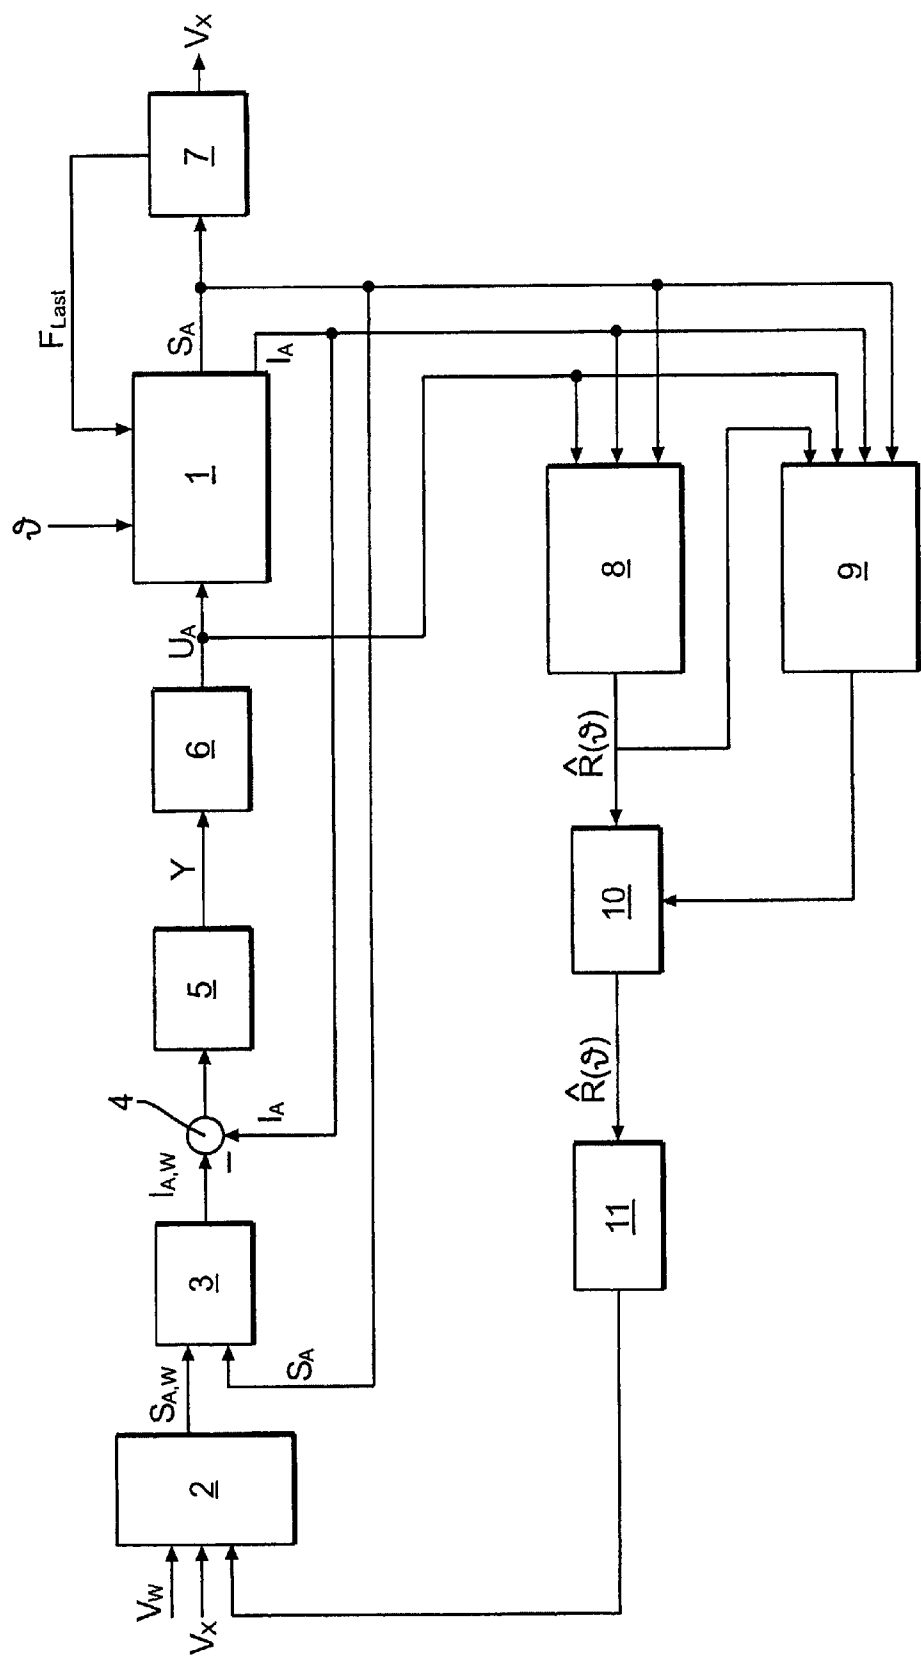 V_W
V_X
2
S_A,W
S_A
3
I_A,W
4
−
I_A
5
Y
6
U_A
ϑ
1
F_Last
S_A
I_A
7
V_X
11
R̂(ϑ)
10
R̂(ϑ)
8
9